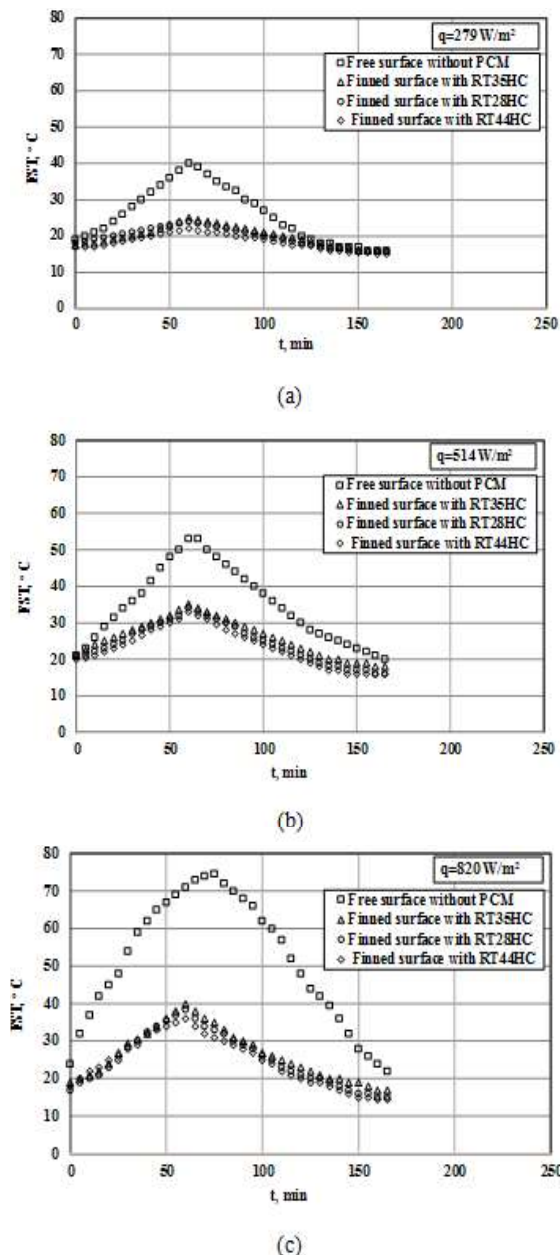 80
q=279 W/m²
70
□Free surface without PCM
△Finned surface with RT35HC
60
○Finned surface with RT28HC
◇ Finned surface with RT44HC
50
FST, ° C
40
30
20
10
0
0 50 100 150 200 250
t, min
(a)
80
q=514 W/m²
70
□Free surface without PCM
△Finned surface with RT35HC
60
○Finned surface with RT28HC
◇ Finned surface with RT44HC
50
FST, ° C
40
30
20
10
0
0 50 100 150 200 250
t, min
(b)
80
q=820 W/m²
70
□Free surface without PCM
△Finned surface with RT35HC
60
○Finned surface with RT28HC
◇ Finned surface with RT44HC
50
FST, ° C
40
30
20
10
0
0 50 100 150 200 250
t, min
(c)